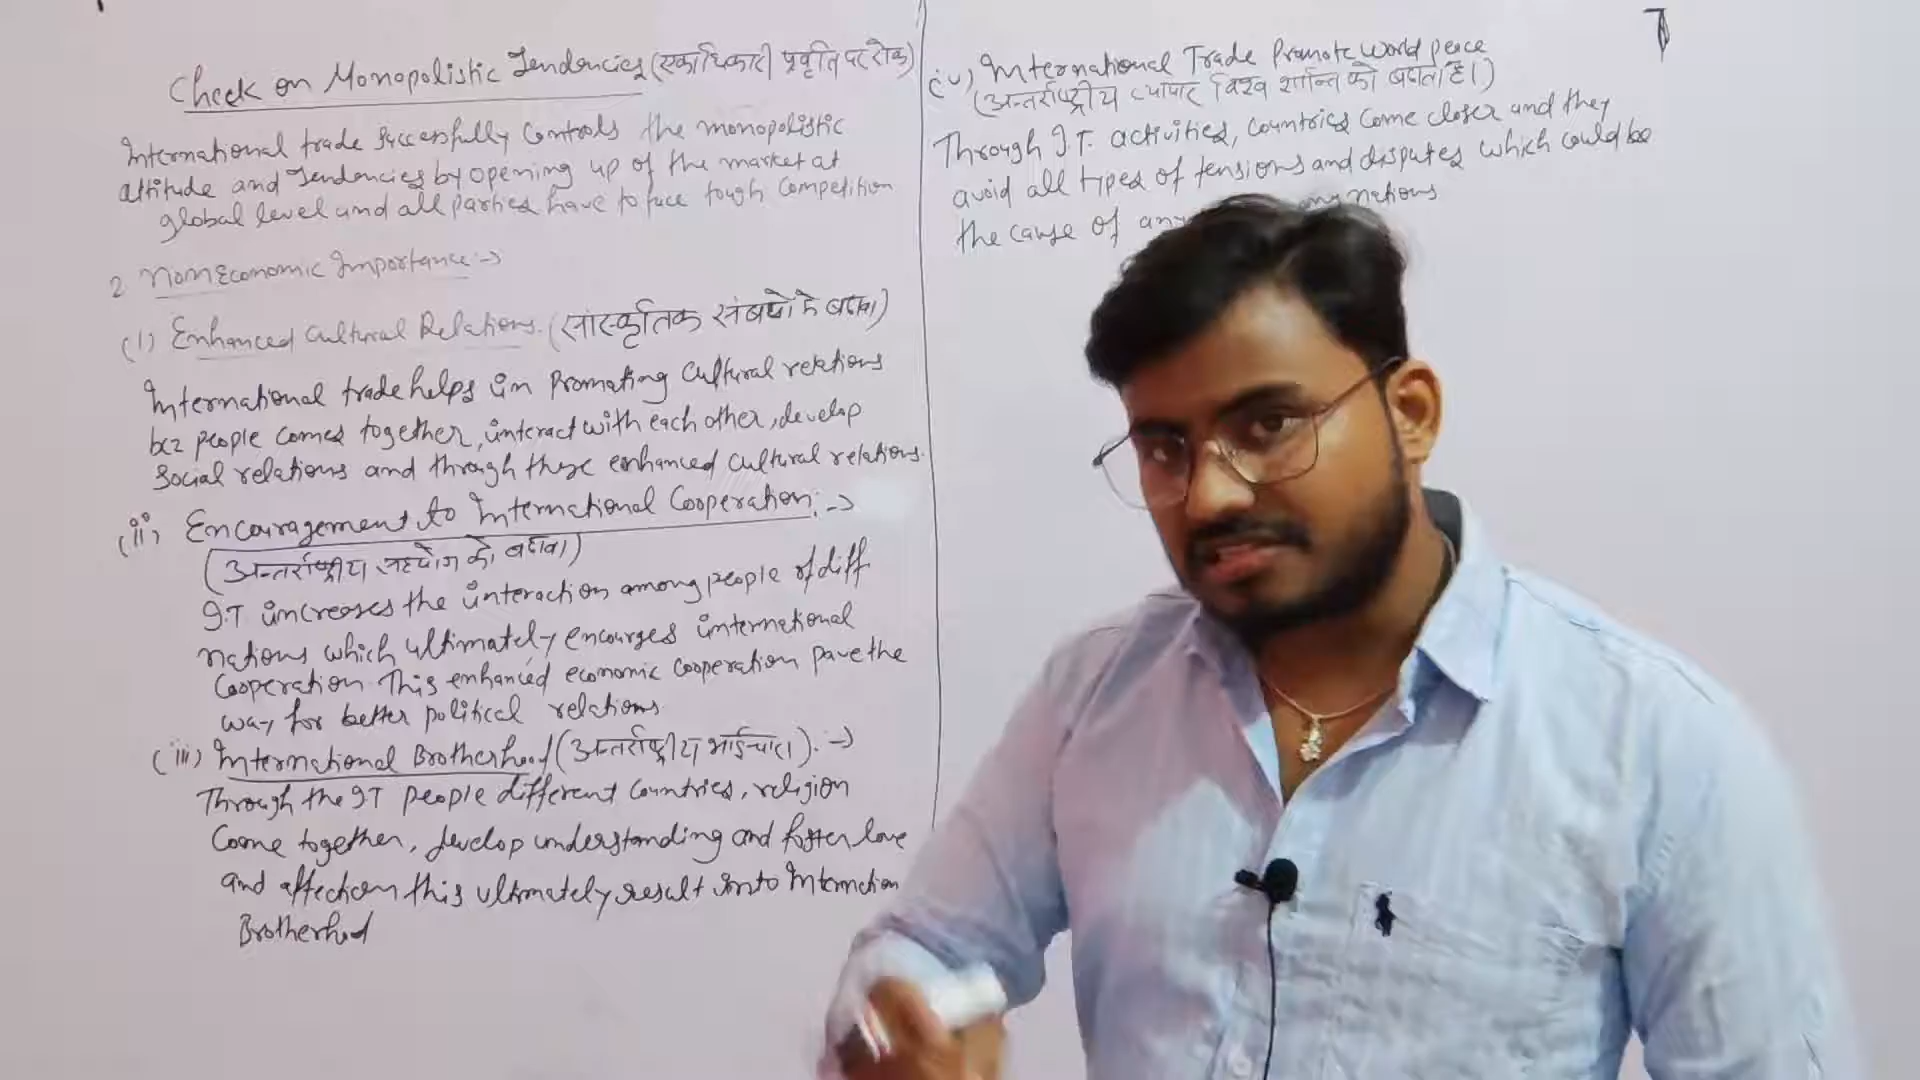 Check on Monopolistic Tendencies (एकाधिकारी प्रवृति पर रोक)
International trade successfully Controls the monopolistic
attitude and tendencies by opening up of the market at
global level and all parties have to face tough Competition
2 Non Economic Importance :->
(i) Enhanced Cultural Relations. (सांस्कृतिक संबधो मे बढावा)
International trade helps in Promoting Cultural relations
bcz people comes together, interact with each other, develop
Social relations and through these enhanced cultural relations.
(ii) Encouragement to International Cooperation :->
(अन्तर्राष्ट्रीय सहयोग को बढावा)
I.T increases the interaction among people of diff
nations which ultimately encourges international
Cooperation. This enhanced economic cooperation pave the
way for better political relations
(iii) International Brotherhood (अन्तर्राष्ट्रीय भाईचारा). ->
Through the IT people different Countries, religion
Come together, develop understanding and foster love
and affection this ultimately result into Internation
Brotherhood
(iv) International Trade Promote World peace
(अन्तर्राष्ट्रीय व्यापार विश्व शान्ति को बढाता है।)
Through I.T. activities, Countries Come closer and they
avoid all types of tensions and disputes which could be
the cause of any nations